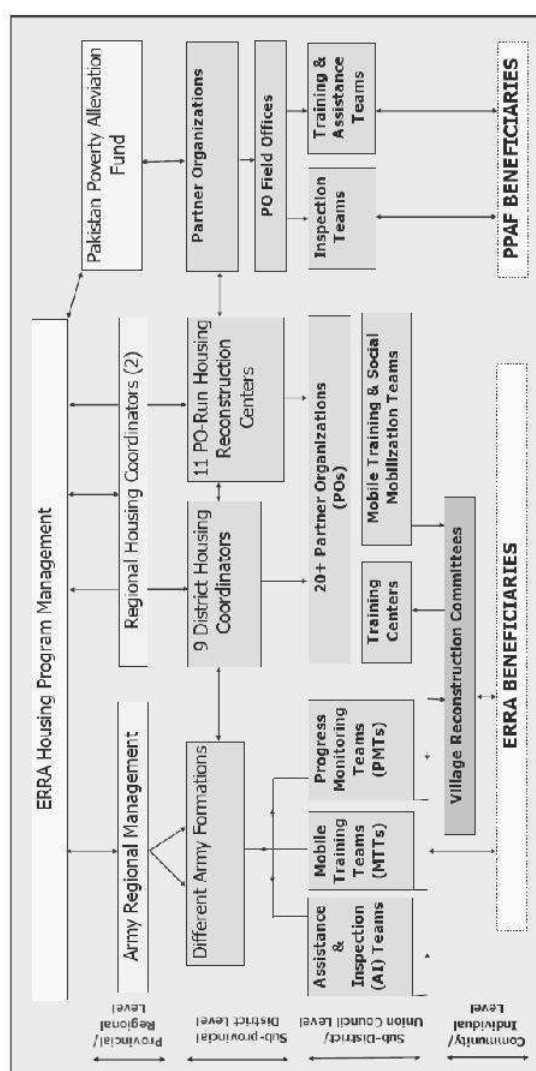 ERRA Housing Program Management
Pakistan Poverty Alleviation
Fund
Provincial/
Regional
Level
Army Regional Management
Regional Housing Coordinators (2)
Sub-provincial
District Level
Different Army Formations
9 District Housing
Coordinators
11 PO-Run Housing
Reconstruction
Centers
Partner Organizations
PO Field Offices
Sub-District/
Union Council Level
Assistance
&
Inspection
(AI) Teams
Mobile
Training
Teams
(MTTs)
Progress
Monitoring
Teams
(PMTs)
20+ Partner Organizations
(POs)
Training
Centers
Mobile Training & Social
Mobilization Teams
Inspection
Teams
Training &
Assistance
Teams
Community/
Individual
Level
Village Reconstruction Committees
ERRA BENEFICIARIES
PPAF BENEFICIARIES